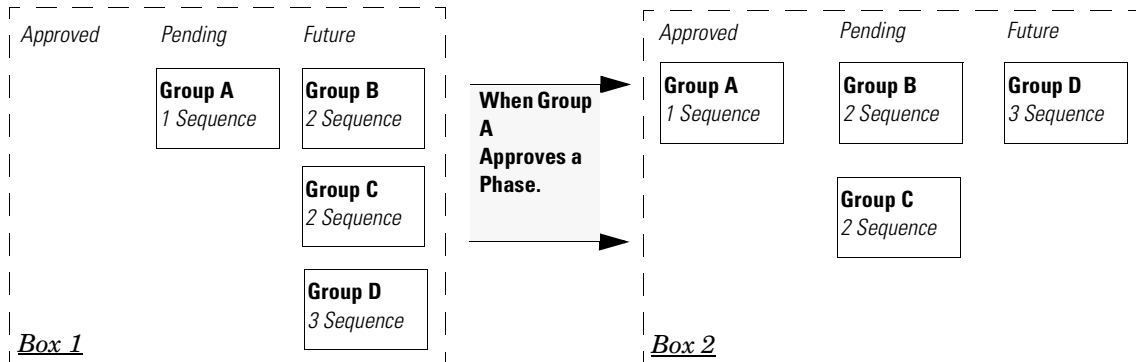 Approved Pending Future
Group A
1 Sequence
Group B
2 Sequence
Group C
2 Sequence
Group D
3 Sequence
Box 1
When Group
A
Approves a
Phase.
Approved Pending Future
Group A
1 Sequence
Group B
2 Sequence
Group D
3 Sequence
Group C
2 Sequence
Box 2